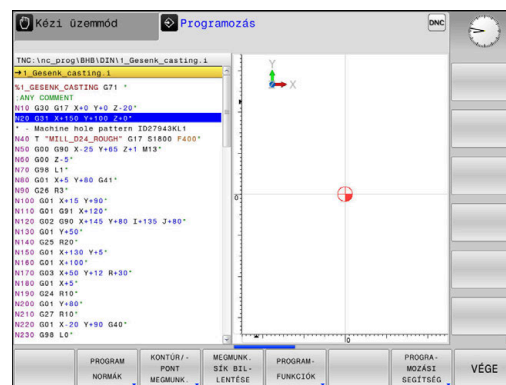 Kézi üzemmód
Programozás
DNC
TNC:\nc_prog\BHB\DIN\1_Gesenk_casting.i
→1_Gesenk_casting.i
%1_GESENK_CASTING G71 *
;ANY COMMENT
N10 G30 G17 X+0 Y+0 Z-20*
N20 G31 X+150 Y+100 Z+0*
* - Machine hole pattern ID27943KL1
N40 T "MILL_D24_ROUGH" G17 S1800 F400*
N50 G00 G90 X-25 Y+65 Z+1 M13*
N60 G00 Z-5*
N70 G98 L1*
N80 G01 X+5 Y+80 G41*
N90 G26 R3*
N100 G01 X+15 Y+90*
N110 G01 G91 X+120*
N120 G02 G90 X+145 Y+80 I+135 J+80*
N130 G01 Y+50*
N140 G25 R20*
N150 G01 X+130 Y+5*
N160 G01 X+100*
N170 G03 X+50 Y+12 R+30*
N180 G01 X+5*
N190 G24 R10*
N200 G01 Y+80*
N210 G27 R10*
N220 G01 X-20 Y+90 G40*
N230 G98 L0*
Y
X
0
0
PROGRAM
NORMÁK
KONTÚR/-
PONT
MEGMUNK.
MEGMUNK.
SÍK BIL-
LENTÉSE
PROGRAM-
FUNKCIÓK
PROGRA-
MOZÁSI
SEGÍTSÉG
VÉGE